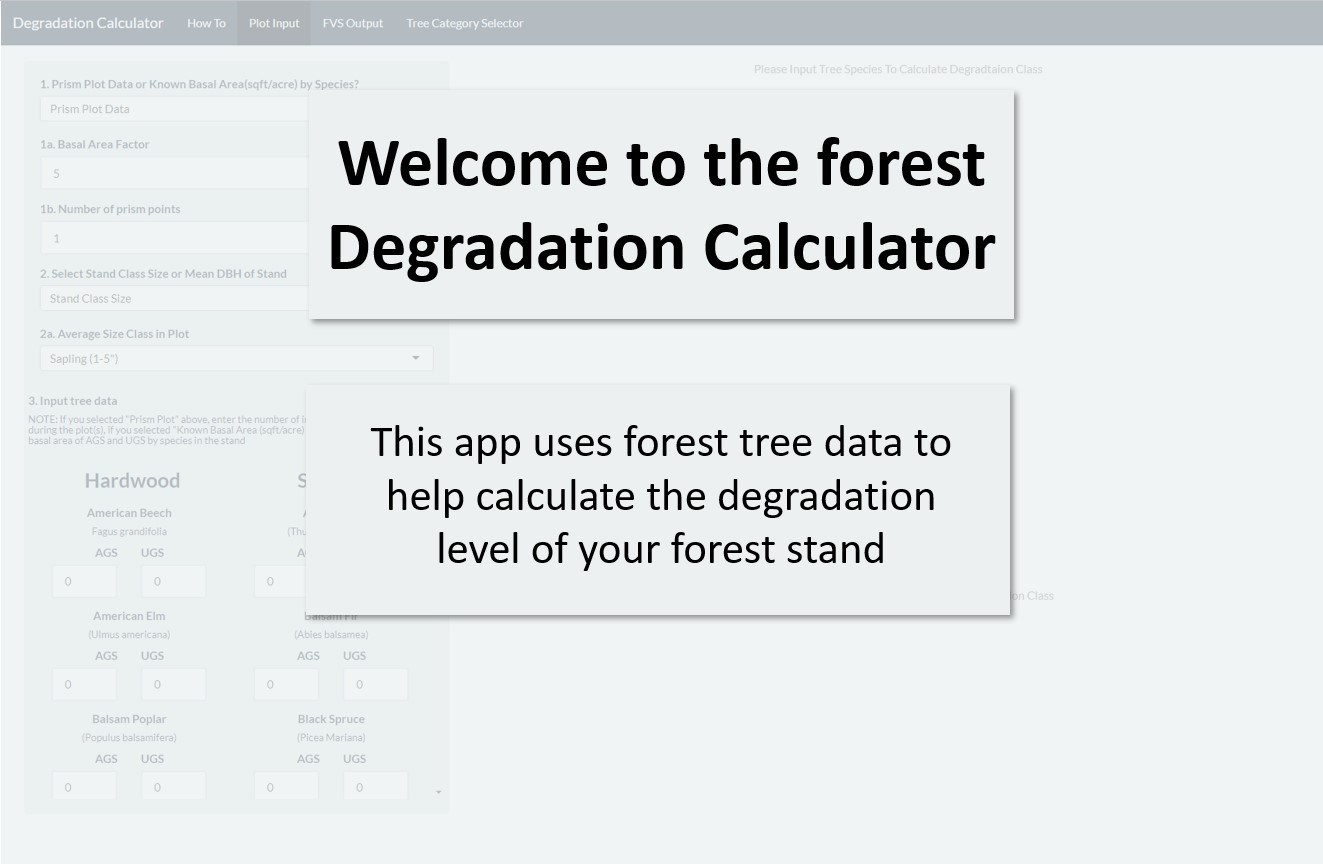 Degradation Calculator How To Plot Input FVS Output Tree Category Selector
Please Input Tree Species To Calculate Degradtaion Class
1. Prism Plot Data or Known Basal Area(sqft/acre) by Species?
Prism Plot Data
1a. Basal Area Factor
5
1b. Number of prism points
1
2. Select Stand Class Size or Mean DBH of Stand
Stand Class Size
2a. Average Size Class in Plot
Sapling (1-5")
3. Input tree data
NOTE: If you selected "Prism Plot" above, enter the number of
during the plot(s), if you selected "Known Basal Area (sqft/acre)
basal area of AGS and UGS by species in the stand
Welcome to the forest
Degradation Calculator
This app uses forest tree data to
help calculate the degradation
level of your forest stand
Hardwood
American Beech
Fagus grandifolia
AGS UGS
0 0 0
on Class
American Elm Balsam Fir
(Ulmus americana) (Abies balsamea)
AGS UGS AGS UGS
0 0 0 0
Balsam Poplar Black Spruce
(Populus balsamifera) (Picea Mariana)
AGS UGS AGS UGS
0 0 0 0